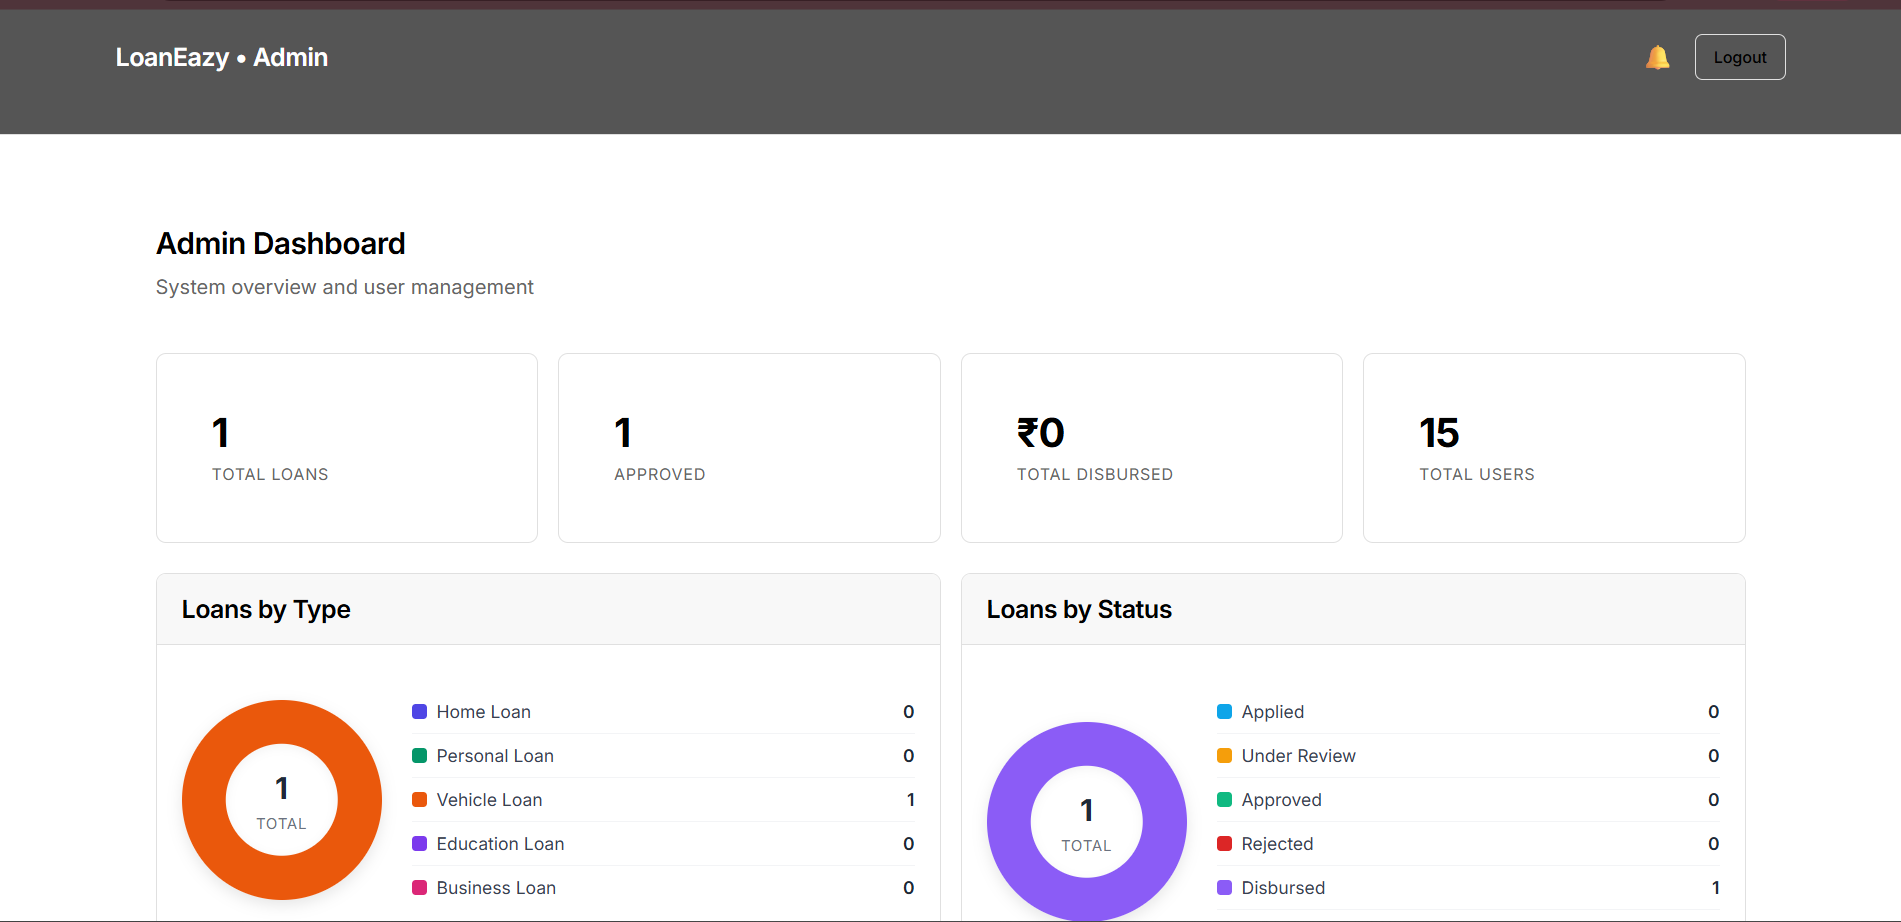 LoanEazy • Admin
Logout
Admin Dashboard
System overview and user management
1
TOTAL LOANS
1
APPROVED
₹0
TOTAL DISBURSED
15
TOTAL USERS
Loans by Type
1
TOTAL
Home Loan 0
Personal Loan 0
Vehicle Loan 1
Education Loan 0
Business Loan 0
Loans by Status
1
TOTAL
Applied 0
Under Review 0
Approved 0
Rejected 0
Disbursed 1